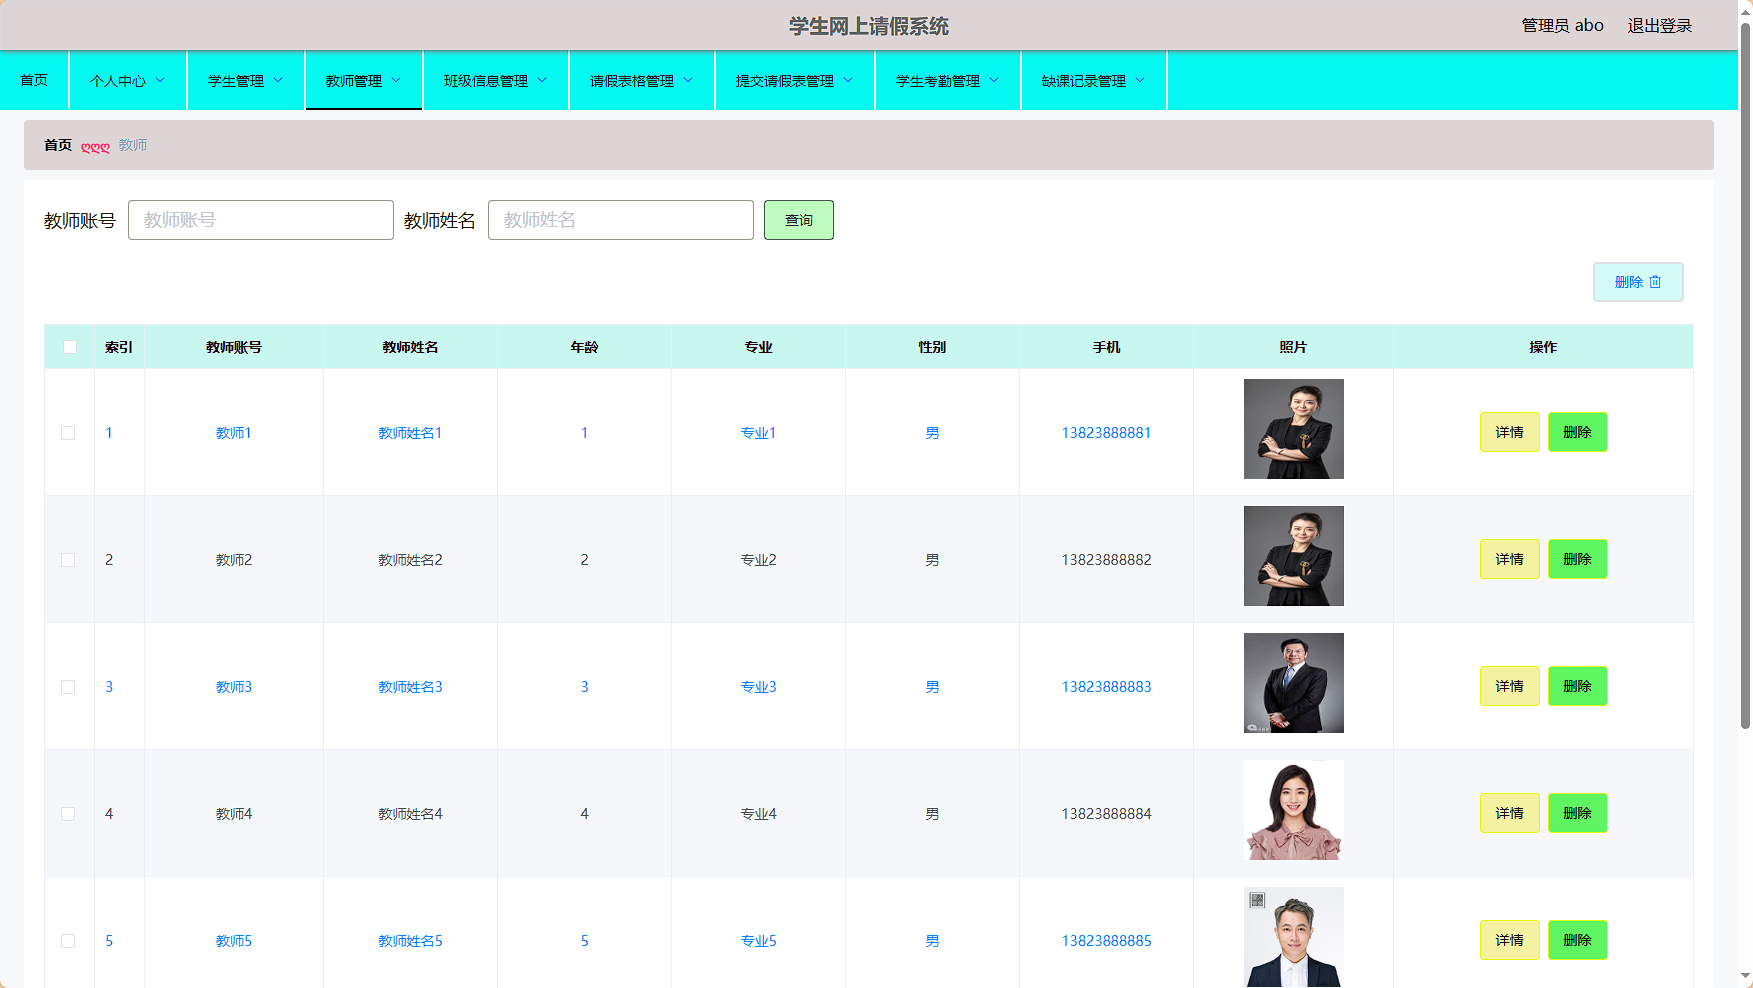 学生网上请假系统
管理员 abo 退出登录
首页 个人中心 学生管理 教师管理 班级信息管理 请假表格管理 提交请假表管理 学生考勤管理 缺课记录管理
首页 ღღღ 教师
教师账号 教师账号 教师姓名 教师姓名 查询
删除
索引 教师账号 教师姓名 年龄 专业 性别 手机 照片 操作
1 教师1 教师姓名1 1 专业1 男 13823888881 详情 删除
2 教师2 教师姓名2 2 专业2 男 13823888882 详情 删除
3 教师3 教师姓名3 3 专业3 男 13823888883 详情 删除
4 教师4 教师姓名4 4 专业4 男 13823888884 详情 删除
5 教师5 教师姓名5 5 专业5 男 13823888885 详情 删除